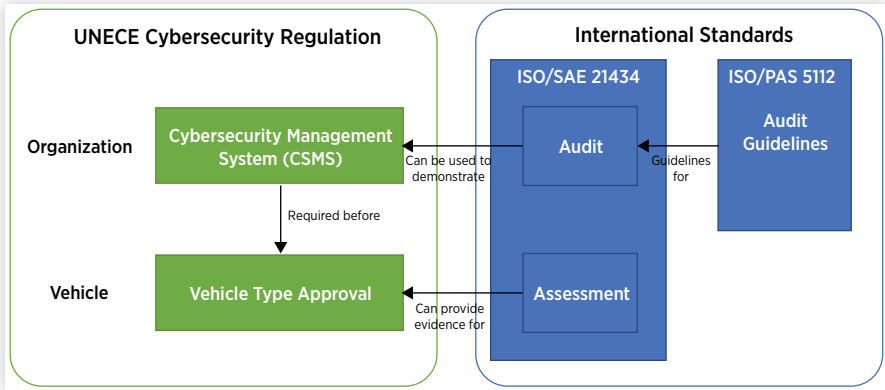 UNECE Cybersecurity Regulation
International Standards
ISO/SAE 21434
ISO/PAS 5112
Organization
Cybersecurity Management
System (CSMS)
Can be used to
demonstrate
Audit
Guidelines
for
Audit
Guidelines
Required before
Vehicle
Vehicle Type Approval
Can provide
evidence for
Assessment